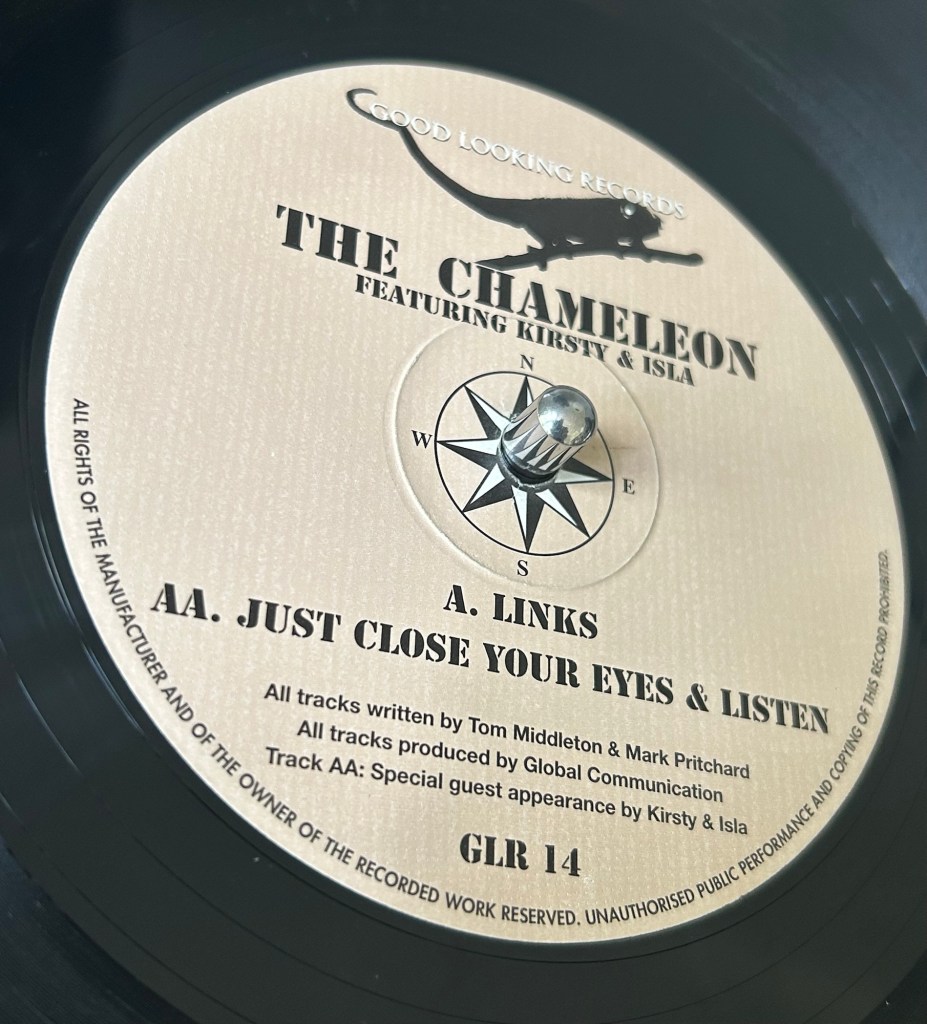 GOOD LOOKING RECORDS
THE CHAMELEON
FEATURING KIRSTY & ISLA
N
W
E
S
A. LINKS
AA. JUST CLOSE YOUR EYES & LISTEN
All tracks written by Tom Middleton & Mark Pritchard
All tracks produced by Global Communication
Track AA: Special guest appearance by Kirsty & Isla
GLR 14
ALL RIGHTS OF THE MANUFACTURER AND OF THE OWNER OF THE RECORDED WORK RESERVED. UNAUTHORISED PUBLIC PERFORMANCE AND COPYING OF THIS RECORD PROHIBITED.